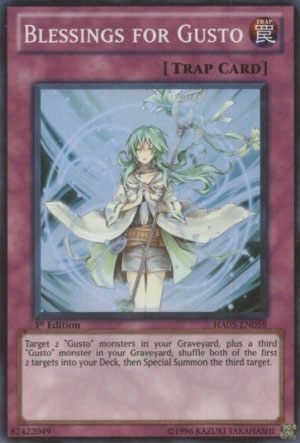 BLESSINGS FOR GUSTO
TRAP
罠
[TRAP CARD]
1st Edition
HA05-EN059
Target 2 "Gusto" monsters in your Graveyard, plus a third
"Gusto" monster in your Graveyard; shuffle both of the first
2 targets into your Deck, then Special Summon the third target.
82422049
©1996 KAZUKI TAKAHASHI